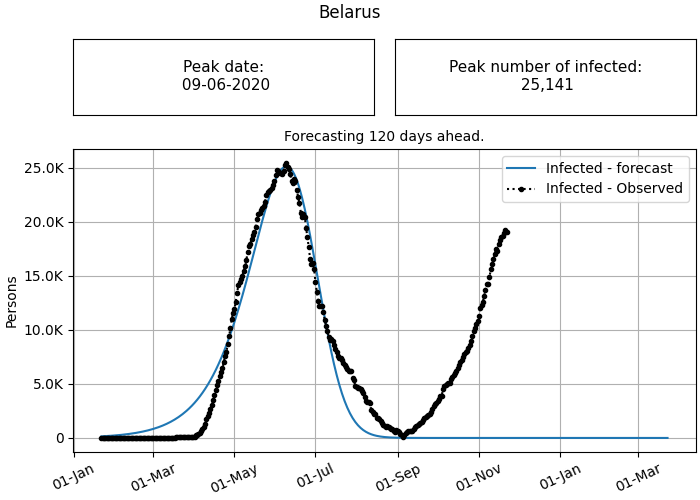 Belarus
Peak date:
09-06-2020
Peak number of infected:
25,141
Forecasting 120 days ahead.
Infected - forecast
Infected - Observed
Persons
25.0K
20.0K
15.0K
10.0K
5.0K
0
01-Jan
01-Mar
01-May
01-Jul
01-Sep
01-Nov
01-Jan
01-Mar